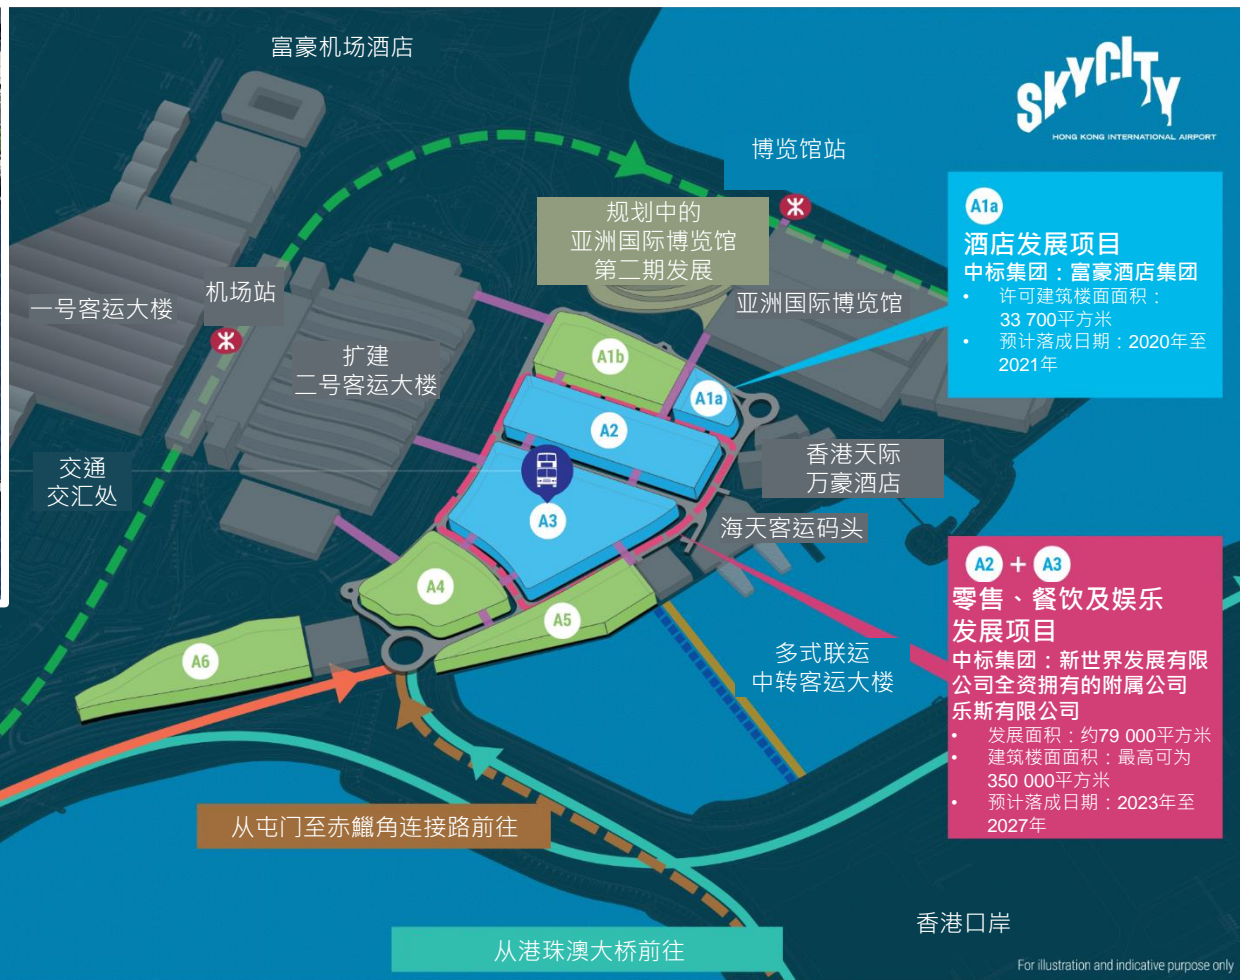 富豪机场酒店
SKYCITY
HONG KONG INTERNATIONAL AIRPORT
博览馆站
规划中的
亚洲国际博览馆
第二期发展
亚洲国际博览馆
机场站
一号客运大楼
扩建
二号客运大楼
交通
交汇处
A1b
A1a
A2
A3
A4
A5
A6
香港天际
万豪酒店
海天客运码头
多式联运
中转客运大楼
A1a
酒店发展项目
中标集团：富豪酒店集团
• 许可建筑楼面面积：
33 700平方米
• 预计落成日期：2020年至
2021年
A2 + A3
零售、餐饮及娱乐
发展项目
中标集团：新世界发展有限
公司全资拥有的附属公司
乐斯有限公司
• 发展面积：约79 000平方米
• 建筑楼面面积：最高可为
350 000平方米
• 预计落成日期：2023年至
2027年
从屯门至赤鱲角连接路前往
从港珠澳大桥前往
香港口岸
For illustration and indicative purpose only